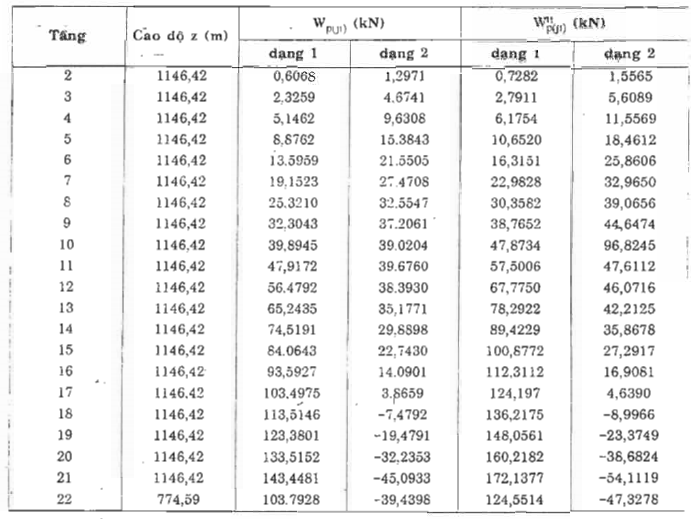 Tầng Cao độ z (m) W_p(ji) (kN) W^tt_p(ji) (kN)
dạng 1 dạng 2 dạng 1 dạng 2
2 1146,42 0,6068 1,2971 0,7282 1,5565
3 1146,42 2,3259 4,6741 2,7911 5,6089
4 1146,42 5,1462 9,6308 6,1754 11,5569
5 1146,42 8,8762 15.3843 10,6520 18,4612
6 1146,42 13.5959 21.5505 16,3151 25,8606
7 1146,42 19,1523 27.4708 22,9828 32,9650
8 1146,42 25.3210 32.5547 30,3582 39,0656
9 1146,42 32,3043 37.2061 38,7652 44,6474
10 1146,42 39,8945 39.0204 47,8734 96,8245
11 1146,42 47,9172 39.6760 57,5006 47,6112
12 1146,42 56.4792 38.3930 67,7750 46,0716
13 1146,42 65,2435 35,1771 78,2922 42,2125
14 1146,42 74,5191 29,8898 89,4229 35,8678
15 1146,42 84.0643 22,7430 100,8772 27,2917
16 1146,42 93,5927 14.0901 112,3112 16,9081
17 1146.42 103.4975 3,8659 124,197 4,6390
18 1146,42 113,5146 -7,4792 136,2175 -8,9966
19 1146,42 123,3801 -19,4791 148,0561 -23,3749
20 1146,42 133,5152 -32,2353 160,2182 -38,6824
21 1146,42 143,4481 -45,0933 172,1377 -54,1119
22 774,59 103.7928 -39,4398 124,5514 -47,3278